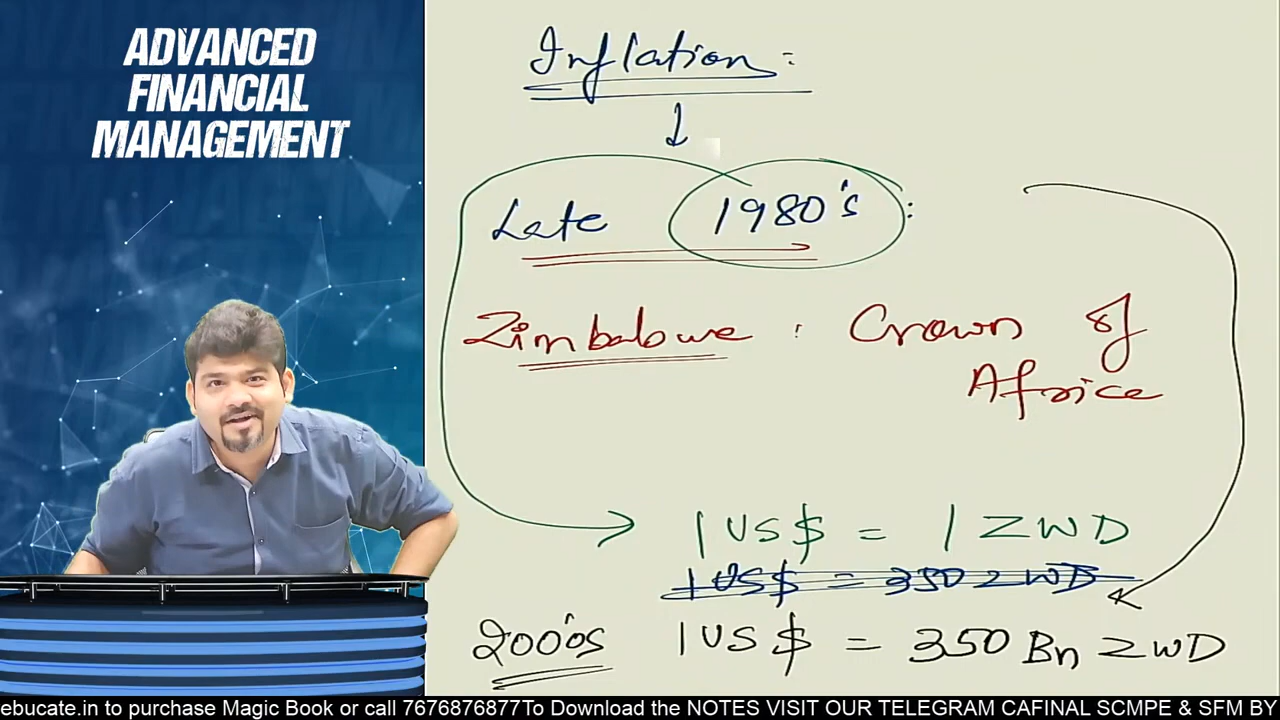 ADVANCED
FINANCIAL
MANAGEMENT
Inflation :
Late 1980's :
Zimbabwe : Crown of
Africa
1 US $ = 1 ZWD
1 US $ = 350 ZWD
2000's 1 US $ = 350 Bn ZWD
ebucate.in to purchase Magic Book or call 7676876877To Download the NOTES VISIT OUR TELEGRAM CAFINAL SCMPE & SFM BY